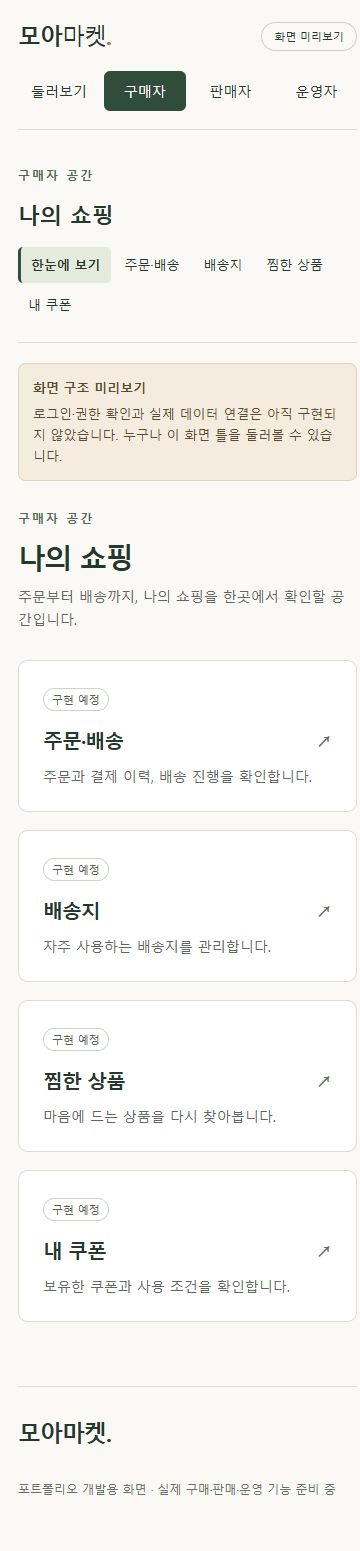 모아마켓.
화면 미리보기
둘러보기 구매자 판매자 운영자
구매자 공간
나의 쇼핑
한눈에 보기 주문·배송 배송지 찜한 상품
내 쿠폰
화면 구조 미리보기
로그인·권한 확인과 실제 데이터 연결은 아직 구현되
지 않았습니다. 누구나 이 화면 틀을 둘러볼 수 있습
니다.
구매자 공간
나의 쇼핑
주문부터 배송까지, 나의 쇼핑을 한곳에서 확인할 공
간입니다.
구현 예정
주문·배송 ↗
주문과 결제 이력, 배송 진행을 확인합니다.
구현 예정
배송지 ↗
자주 사용하는 배송지를 관리합니다.
구현 예정
찜한 상품 ↗
마음에 드는 상품을 다시 찾아봅니다.
구현 예정
내 쿠폰 ↗
보유한 쿠폰과 사용 조건을 확인합니다.
모아마켓.
포트폴리오 개발용 화면 · 실제 구매·판매·운영 기능 준비 중